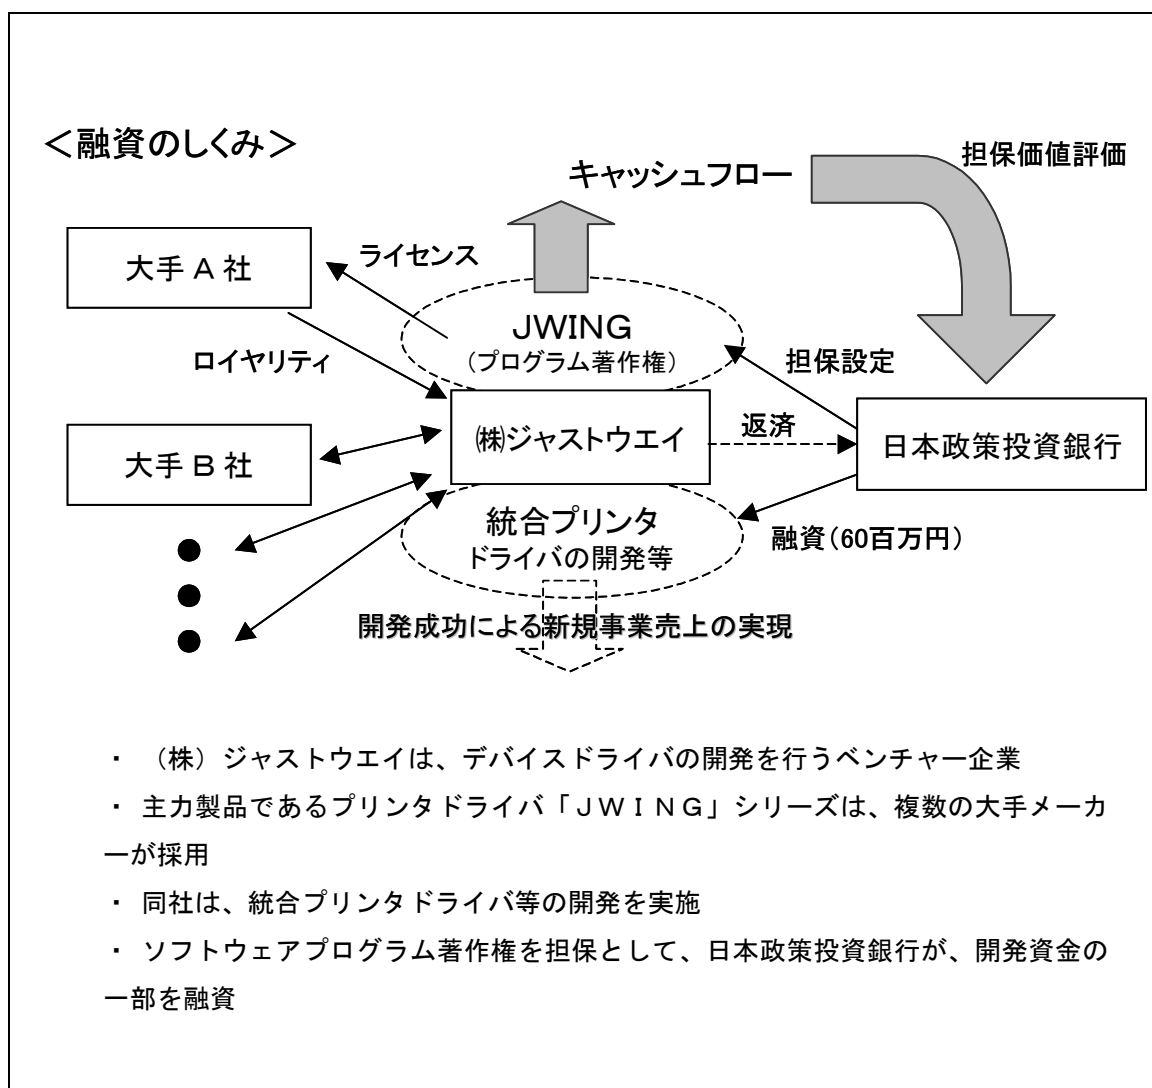 ＜融資のしくみ＞
担保価値評価
キャッシュフロー
大手Ａ社
ライセンス
ＪＷＩＮＧ
（プログラム著作権）
ロイヤリティ
担保設定
㈱ジャストウエイ
返済
日本政策投資銀行
大手Ｂ社
統合プリンタ
ドライバの開発等
融資（60百万円）
開発成功による新規事業売上の実現
・ （株）ジャストウエイは、デバイスドライバの開発を行うベンチャー企業
・ 主力製品であるプリンタドライバ「ＪＷＩＮＧ」シリーズは、複数の大手メーカ
ーが採用
・ 同社は、統合プリンタドライバ等の開発を実施
・ ソフトウェアプログラム著作権を担保として、日本政策投資銀行が、開発資金の
一部を融資